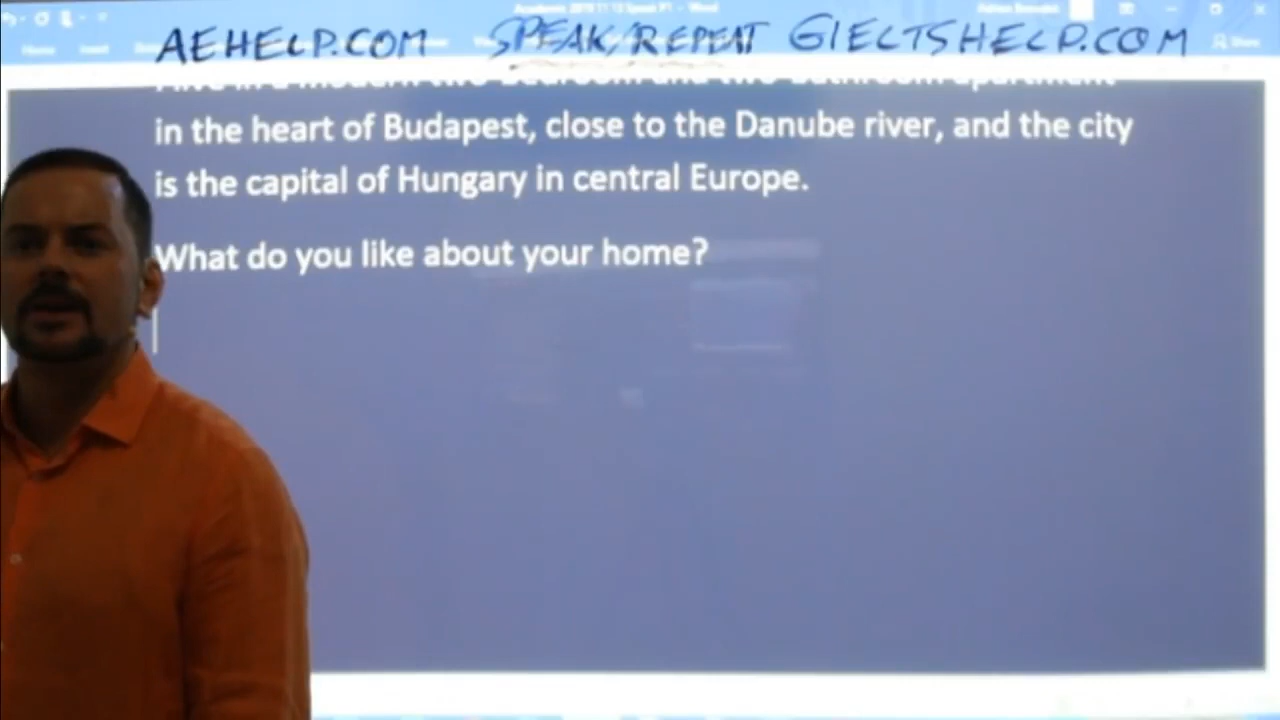 AEHELP.COM SPEAK/REPEAT GIELTSHELP.COM
in the heart of Budapest, close to the Danube river, and the city
is the capital of Hungary in central Europe.
What do you like about your home?